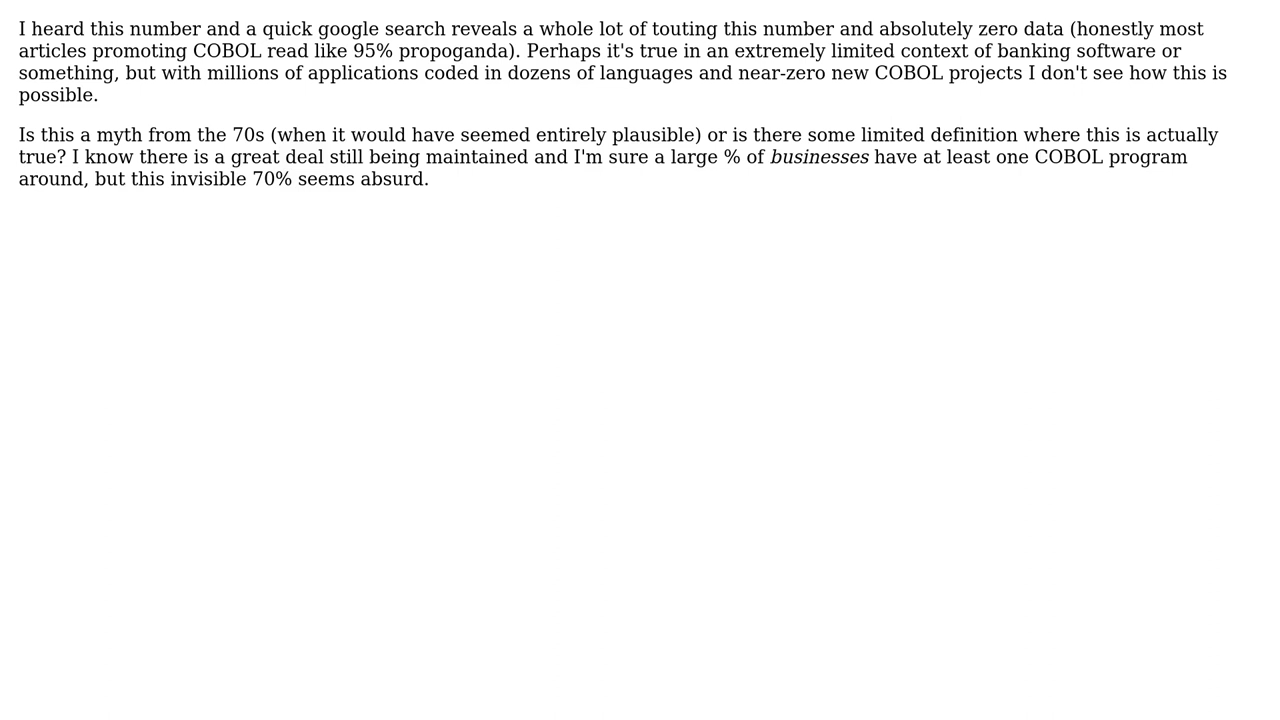 I heard this number and a quick google search reveals a whole lot of touting this number and absolutely zero data (honestly most
articles promoting COBOL read like 95% propoganda). Perhaps it's true in an extremely limited context of banking software or
something, but with millions of applications coded in dozens of languages and near-zero new COBOL projects I don't see how this is
possible.
Is this a myth from the 70s (when it would have seemed entirely plausible) or is there some limited definition where this is actually
true? I know there is a great deal still being maintained and I'm sure a large % of businesses have at least one COBOL program
around, but this invisible 70% seems absurd.